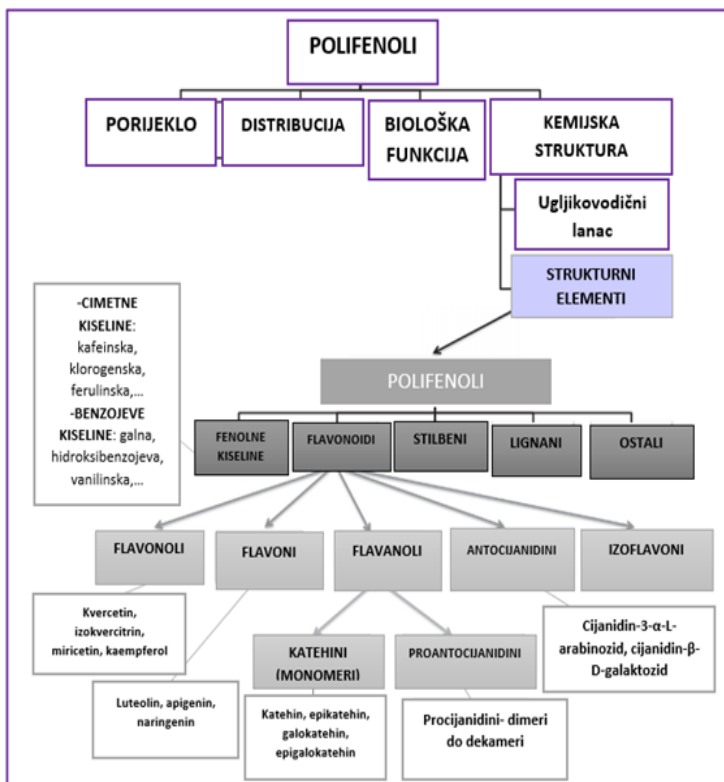 POLIFENOLI
PORIJEKLO
DISTRIBUCIJA
BIOLOŠKA
FUNKCIJA
KEMIJSKA
STRUKTURA
Ugljikovodični
lanac
STRUKTURNI
ELEMENTI
-CIMETNE
KISELINE:
kafeinska,
klorogenska,
ferulinska,...
-BENZOJEVE
KISELINE: galna,
hidroksibenzojeva,
vanilinska,...
POLIFENOLI
FENOLNE
KISELINE
FLAVONOIDI
STILBENI
LIGNANI
OSTALI
FLAVONOLI
FLAVONI
FLAVANOLI
ANTOCIJANIDINI
IZOFLAVONI
Kvercetin,
izokvercitrin,
miricetin, kaempferol
Luteolin, apigenin,
naringenin
KATEHINI
(MONOMERI)
PROANTOCIJANIDINI
Cijanidin-3-α-L-
arabinozid, cijanidin-β-
D-galaktozid
Katehin, epikatehin,
galokatehin,
epigalokatehin
Procijanidini- dimeri
do dekameri